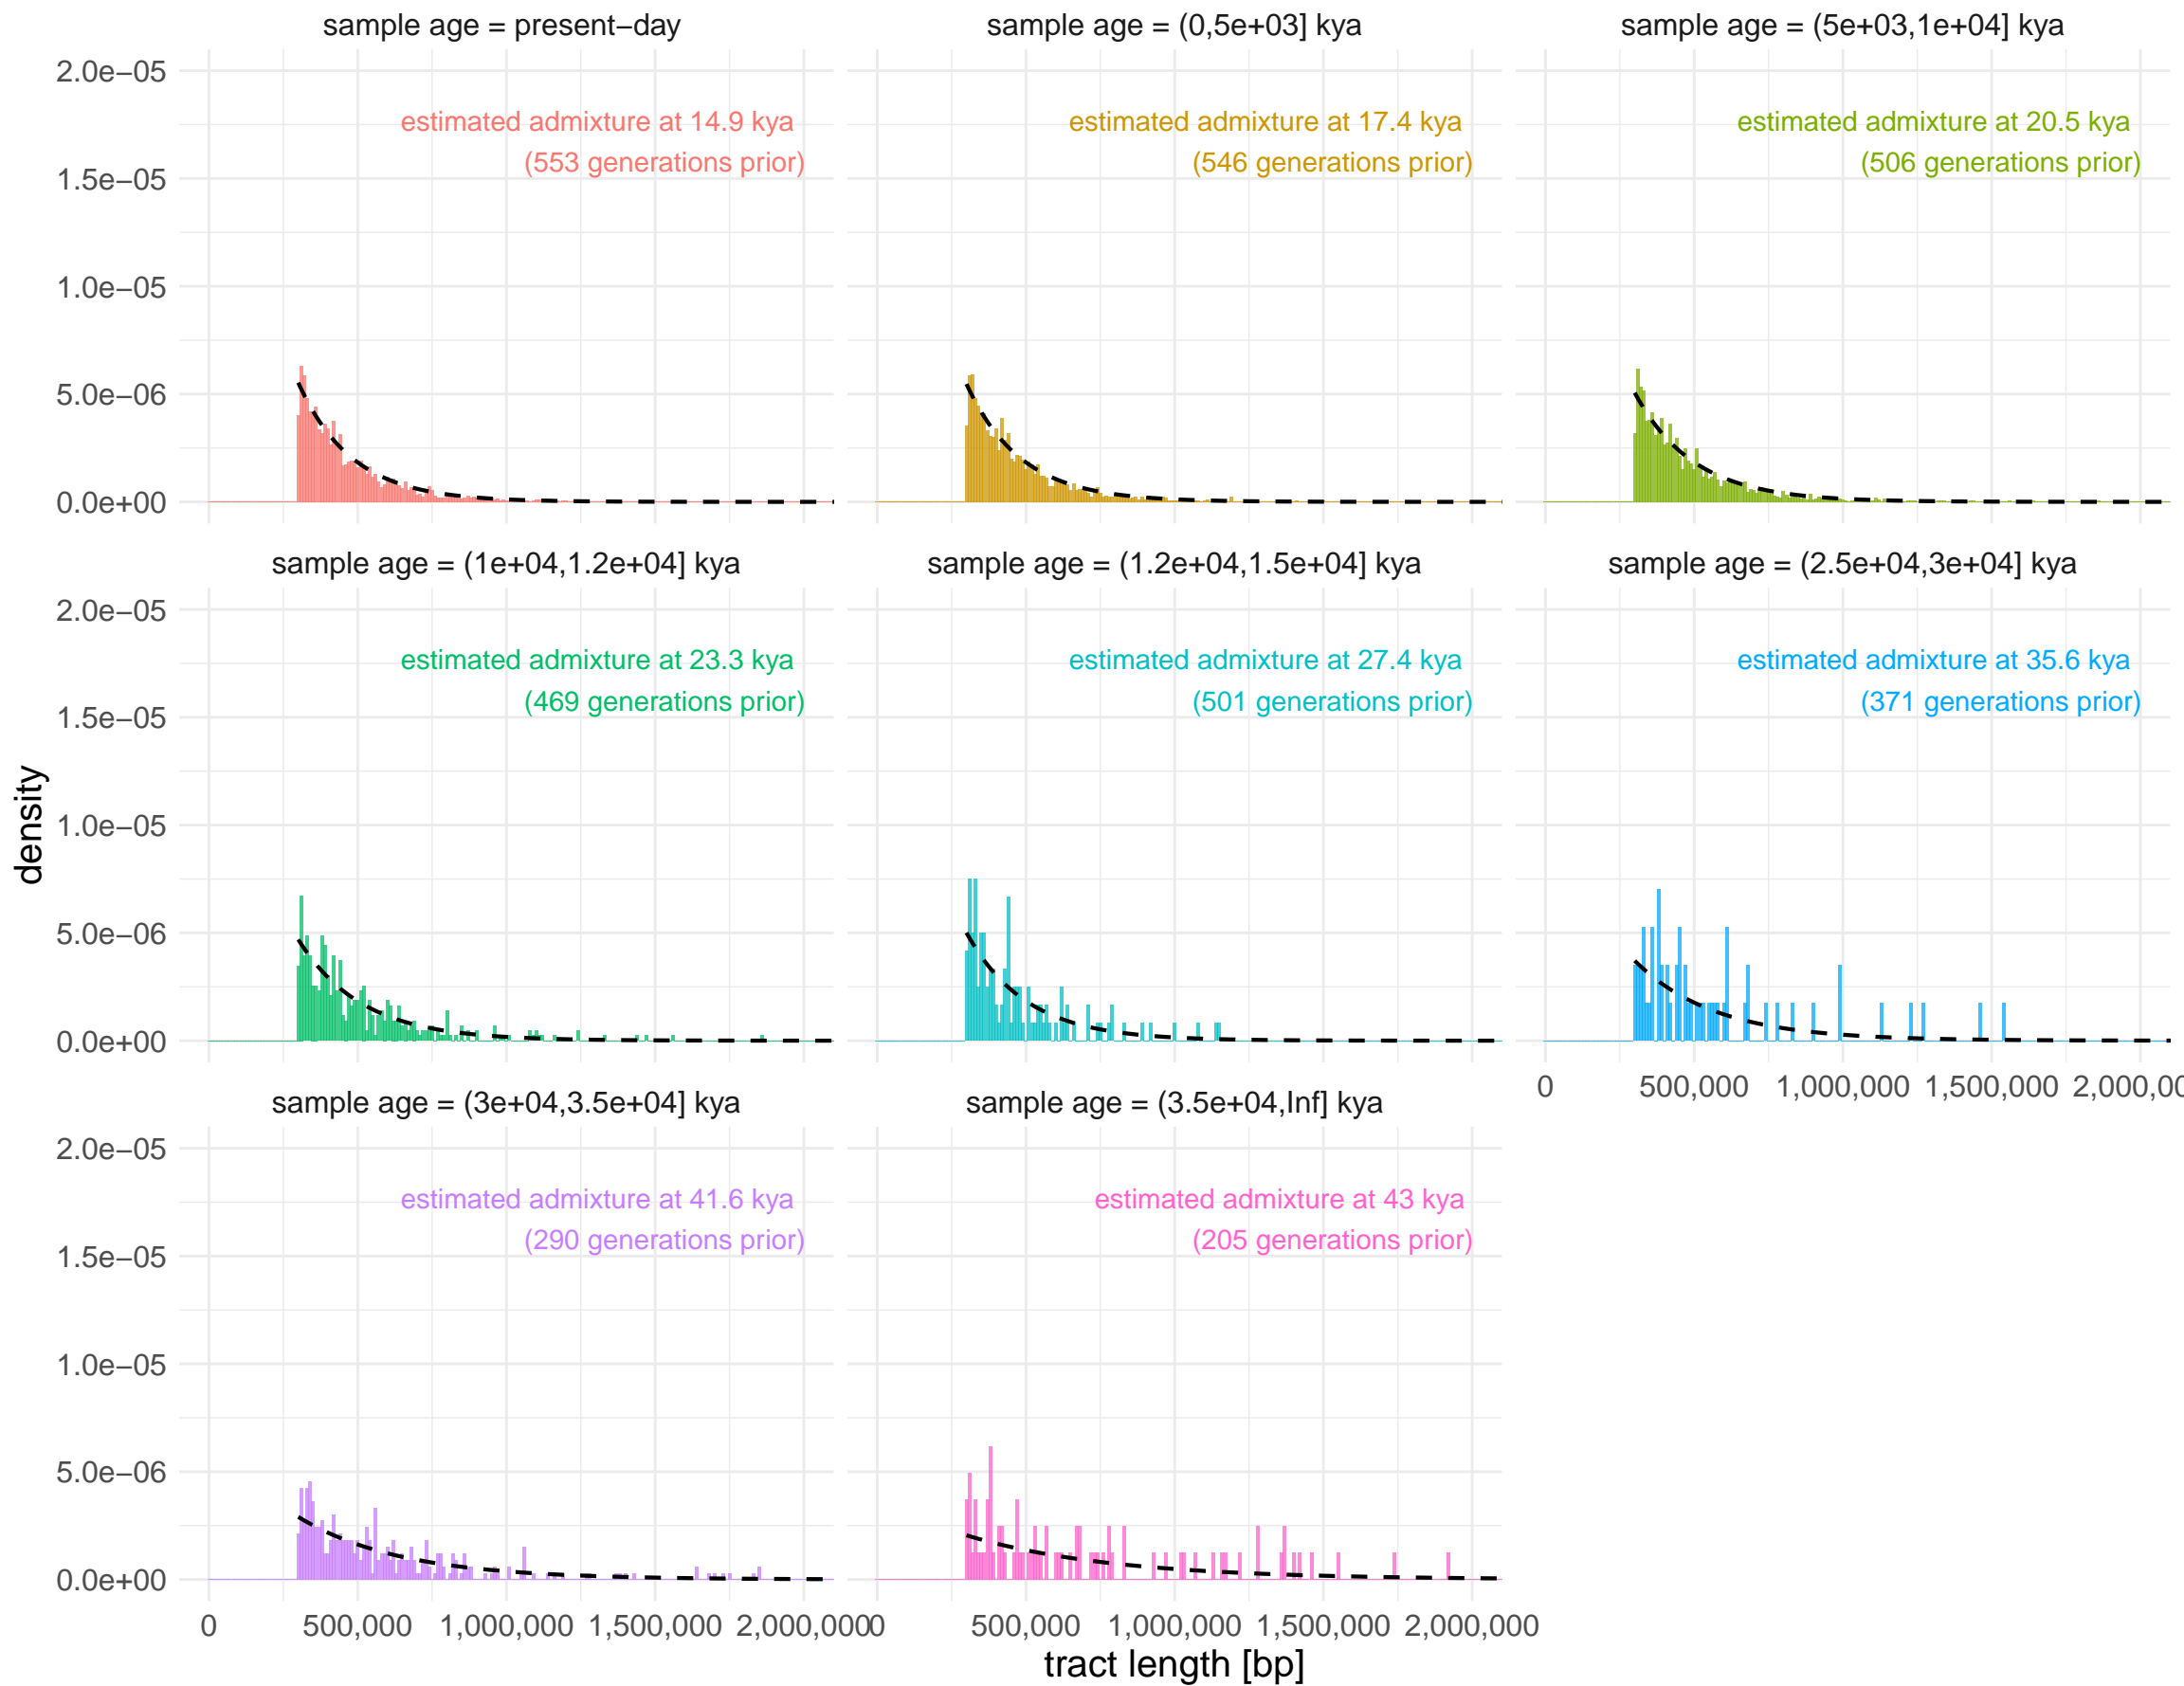 sample age = present−day
sample age = (0,5e+03] kya
sample age = (5e+03,1e+04] kya
2.0e−05
1.5e−05
1.0e−05
5.0e−06
0.0e+00
estimated admixture at 14.9 kya
(553 generations prior)
estimated admixture at 17.4 kya
(546 generations prior)
estimated admixture at 20.5 kya
(506 generations prior)
sample age = (1e+04,1.2e+04] kya
sample age = (1.2e+04,1.5e+04] kya
sample age = (2.5e+04,3e+04] kya
2.0e−05
1.5e−05
1.0e−05
5.0e−06
0.0e+00
estimated admixture at 23.3 kya
(469 generations prior)
estimated admixture at 27.4 kya
(501 generations prior)
estimated admixture at 35.6 kya
(371 generations prior)
0 500,000 1,000,000 1,500,000 2,000,00
density
sample age = (3e+04,3.5e+04] kya
sample age = (3.5e+04,Inf] kya
2.0e−05
1.5e−05
1.0e−05
5.0e−06
0.0e+00
estimated admixture at 41.6 kya
(290 generations prior)
estimated admixture at 43 kya
(205 generations prior)
0 500,000 1,000,000 1,500,000 2,000,000
0 500,000 1,000,000 1,500,000 2,000,000
tract length [bp]